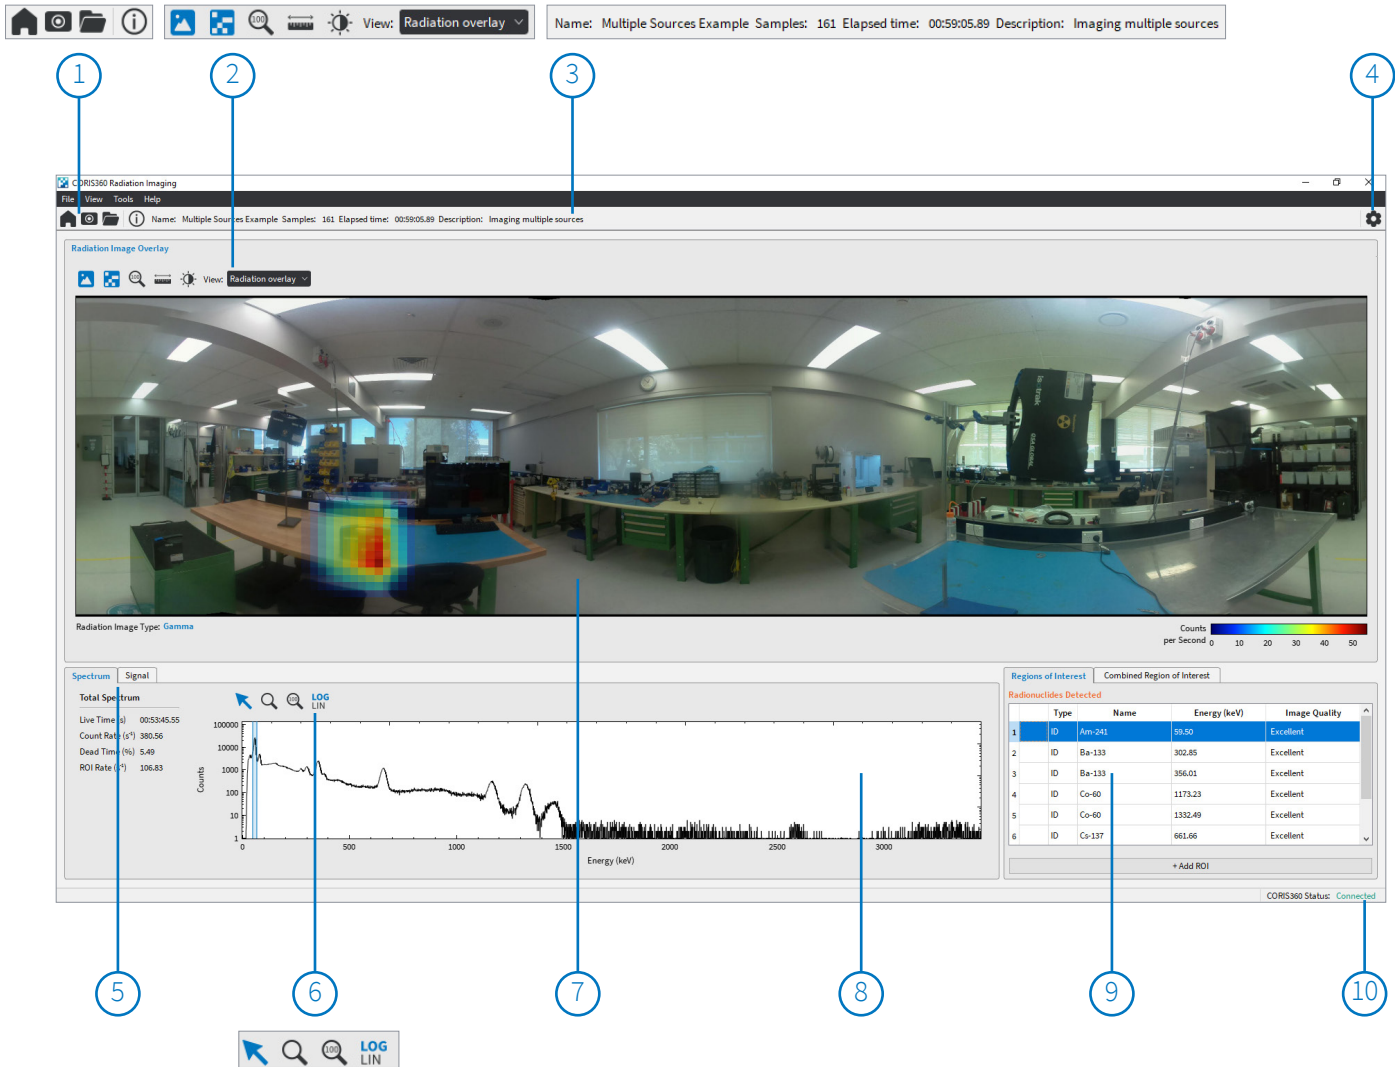 100 View: Radiation overlay
Name: Multiple Sources Example Samples: 161 Elapsed time: 00:59:05.89 Description: Imaging multiple sources
1
2
3
4
CORIS360 Radiation Imaging
File View Tools Help
Name: Multiple Sources Example Samples: 161 Elapsed time: 00:59:05.89 Description: Imaging multiple sources
Radiation Image Overlay
100 View: Radiation overlay
Radiation Image Type: Gamma
Counts
per Second 0 10 20 30 40 50
Spectrum Signal
Total Spectrum
Live Time (s) 00:53:45.55
Count Rate (s⁻¹) 380.56
Dead Time (%) 5.49
ROI Rate (s⁻¹) 106.83
100 LOG
LIN
100000
10000
1000
100
10
1
Counts
0 500 1000 1500 2000 2500 3000
Energy (keV)
Regions of Interest Combined Region of Interest
Radionuclides Detected
Type Name Energy (keV) Image Quality
1 ID Am-241 59.50 Excellent
2 ID Ba-133 302.85 Excellent
3 ID Ba-133 356.01 Excellent
4 ID Co-60 1173.23 Excellent
5 ID Co-60 1332.49 Excellent
6 ID Cs-137 661.66 Excellent
+ Add ROI
CORIS360 Status: Connected
5
6
7
8
9
10
100 LOG
LIN